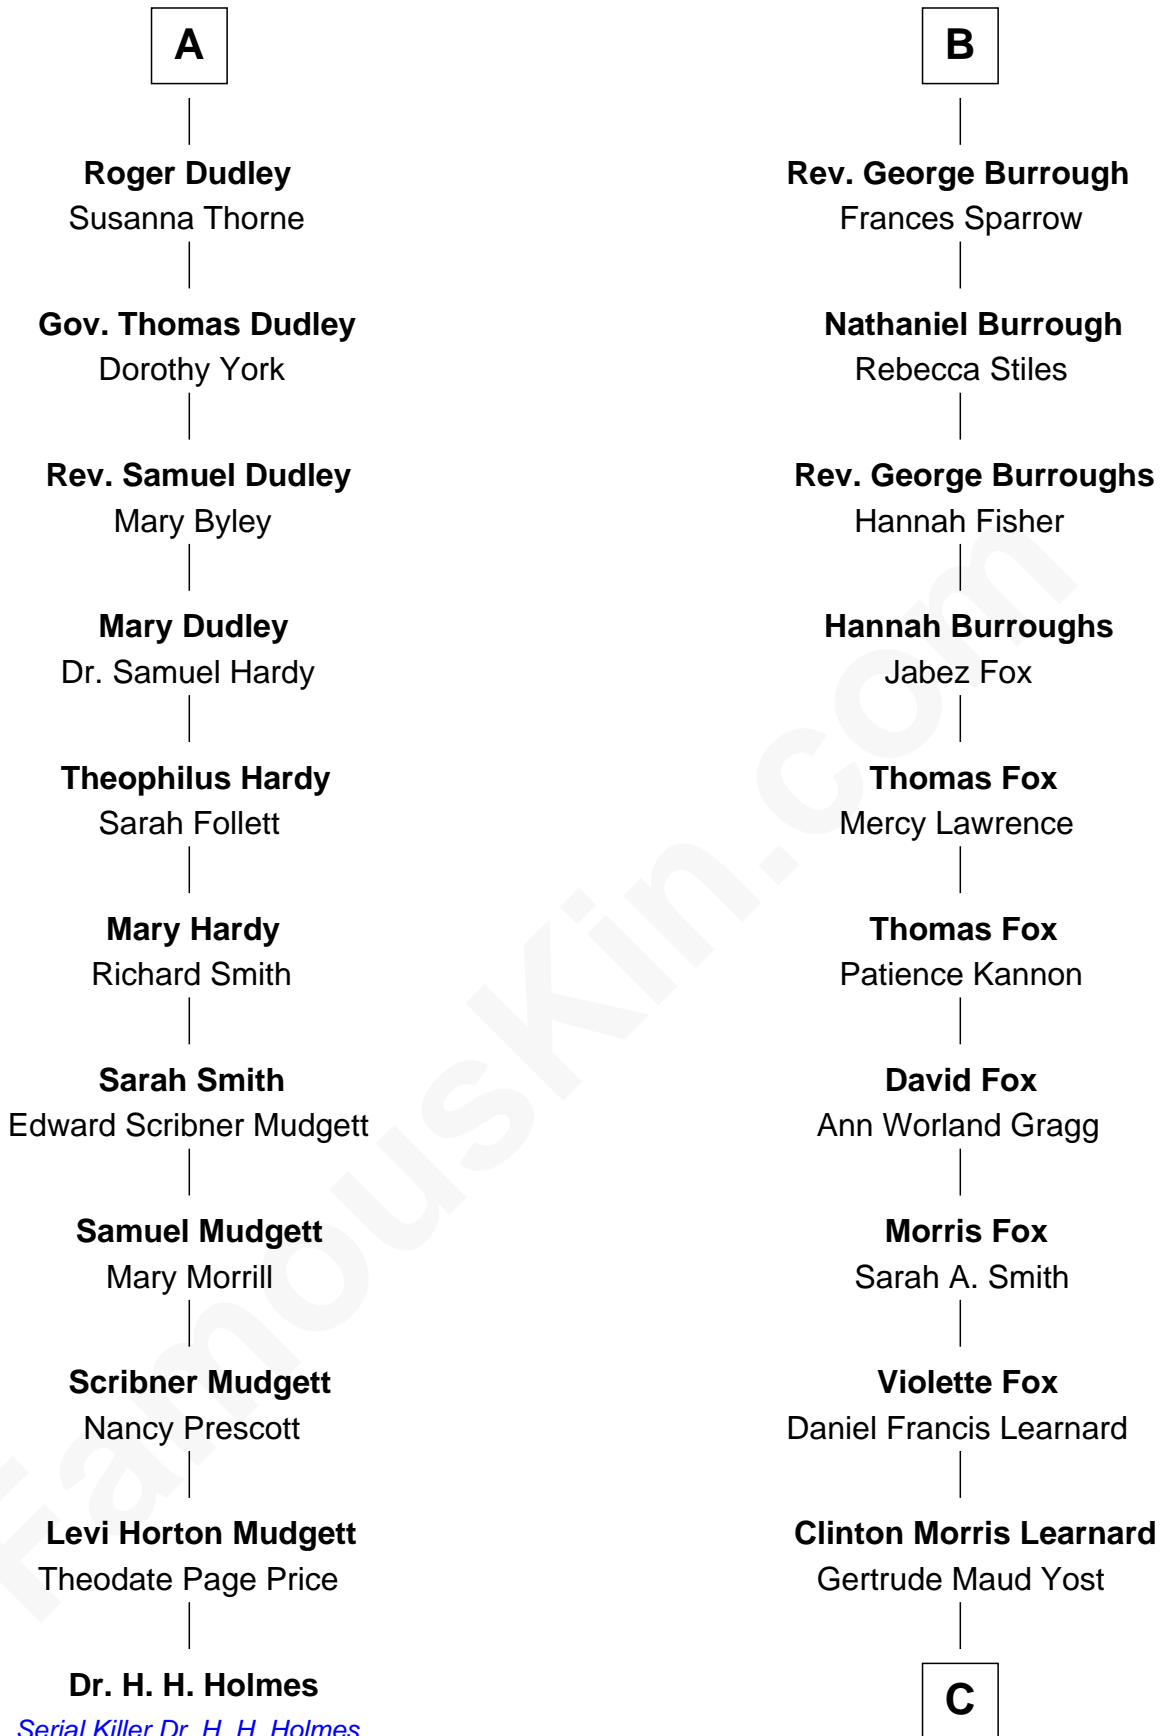 A
Roger Dudley
Susanna Thorne
Gov. Thomas Dudley
Dorothy York
Rev. Samuel Dudley
Mary Byley
Mary Dudley
Dr. Samuel Hardy
Theophilus Hardy
Sarah Follett
Mary Hardy
Richard Smith
Sarah Smith
Edward Scribner Mudgett
Samuel Mudgett
Mary Morrill
Scribner Mudgett
Nancy Prescott
Levi Horton Mudgett
Theodate Page Price
Dr. H. H. Holmes
Serial Killer Dr. H. H. Holmes
B
Rev. George Burrough
Frances Sparrow
Nathaniel Burrough
Rebecca Stiles
Rev. George Burroughs
Hannah Fisher
Hannah Burroughs
Jabez Fox
Thomas Fox
Mercy Lawrence
Thomas Fox
Patience Kannon
David Fox
Ann Worland Gragg
Morris Fox
Sarah A. Smith
Violette Fox
Daniel Francis Learnard
Clinton Morris Learnard
Gertrude Maud Yost
C
FamousKin.com